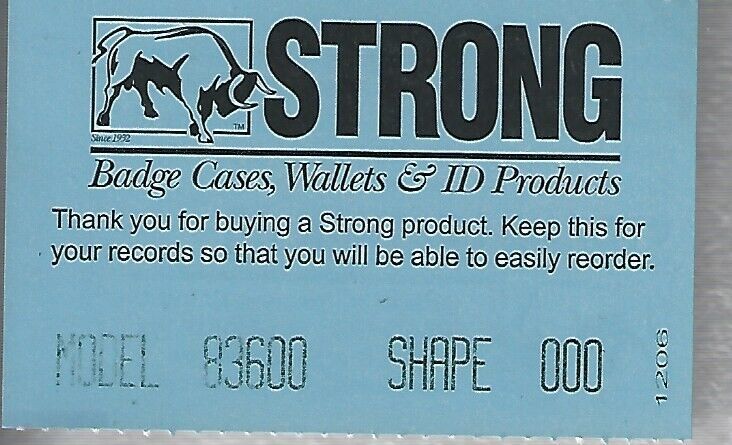 STRONG
TM
Since 1932
Badge Cases, Wallets & ID Products
Thank you for buying a Strong product. Keep this for
your records so that you will be able to easily reorder.
MODEL 83600 SHAPE 000
1206